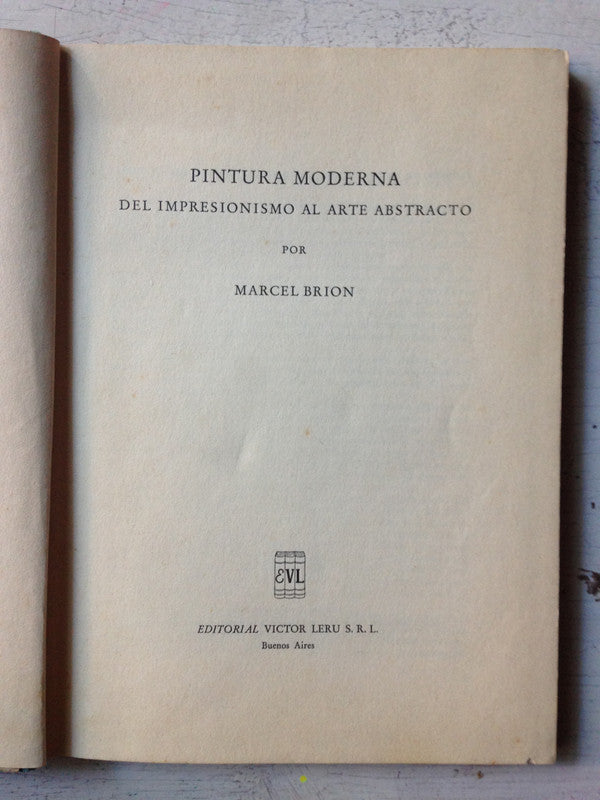 PINTURA MODERNA
DEL IMPRESIONISMO AL ARTE ABSTRACTO
POR
MARCEL BRION
EVL
EDITORIAL VICTOR LERU S. R. L.
Buenos Aires